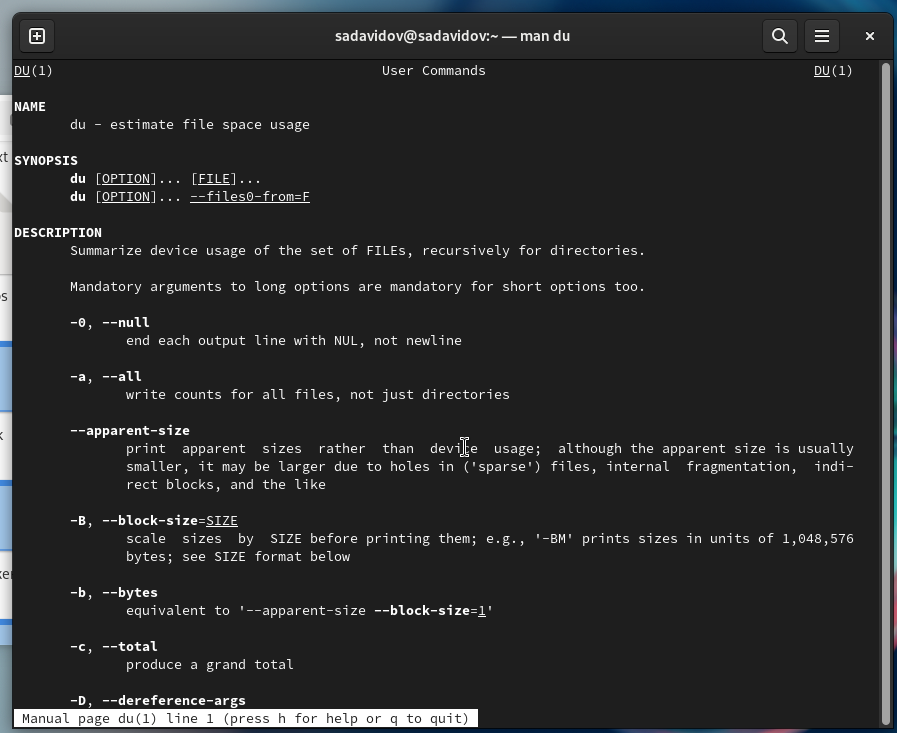 sadavidov@sadavidov:~ — man du
DU(1) User Commands DU(1)
NAME
du - estimate file space usage
SYNOPSIS
du [OPTION]... [FILE]...
du [OPTION]... --files0-from=F
DESCRIPTION
Summarize device usage of the set of FILEs, recursively for directories.
Mandatory arguments to long options are mandatory for short options too.
-0, --null
end each output line with NUL, not newline
-a, --all
write counts for all files, not just directories
--apparent-size
print apparent sizes rather than device usage; although the apparent size is usually
smaller, it may be larger due to holes in ('sparse') files, internal fragmentation, indi-
rect blocks, and the like
-B, --block-size=SIZE
scale sizes by SIZE before printing them; e.g., '-BM' prints sizes in units of 1,048,576
bytes; see SIZE format below
-b, --bytes
equivalent to '--apparent-size --block-size=1'
-c, --total
produce a grand total
-D, --dereference-args
Manual page du(1) line 1 (press h for help or q to quit)